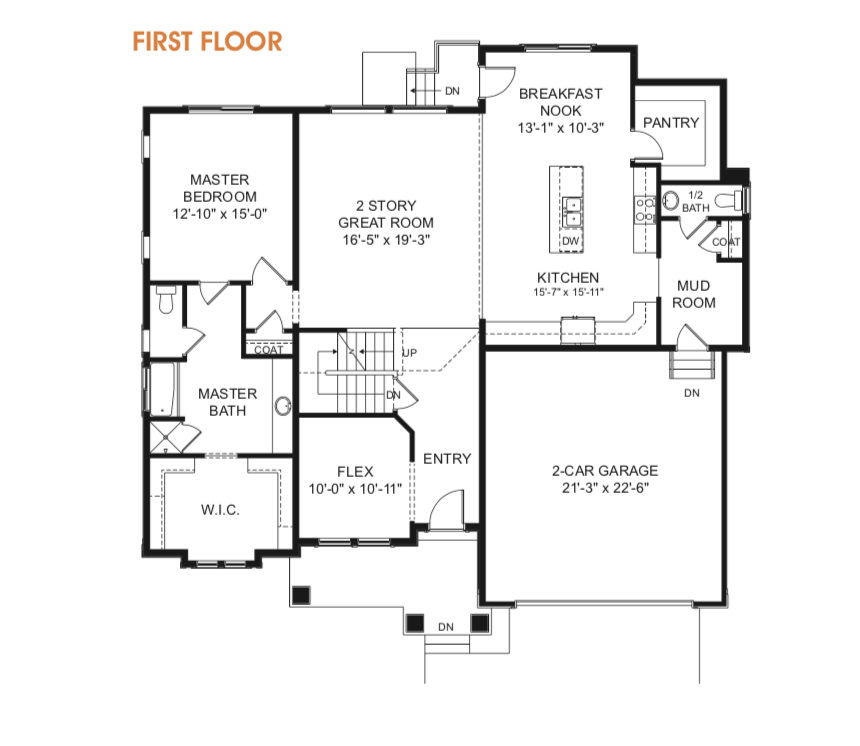 FIRST FLOOR
DN
BREAKFAST
NOOK
13'-1" x 10'-3"
PANTRY
MASTER
BEDROOM
12'-10" x 15'-0"
2 STORY
GREAT ROOM
16'-5" x 19'-3"
1/2
BATH
DW
COAT
KITCHEN
15'-7" x 15'-11"
MUD
ROOM
COAT
UP
MASTER
BATH
DN
DN
FLEX
10'-0" x 10'-11"
ENTRY
2-CAR GARAGE
21'-3" x 22'-6"
W.I.C.
DN